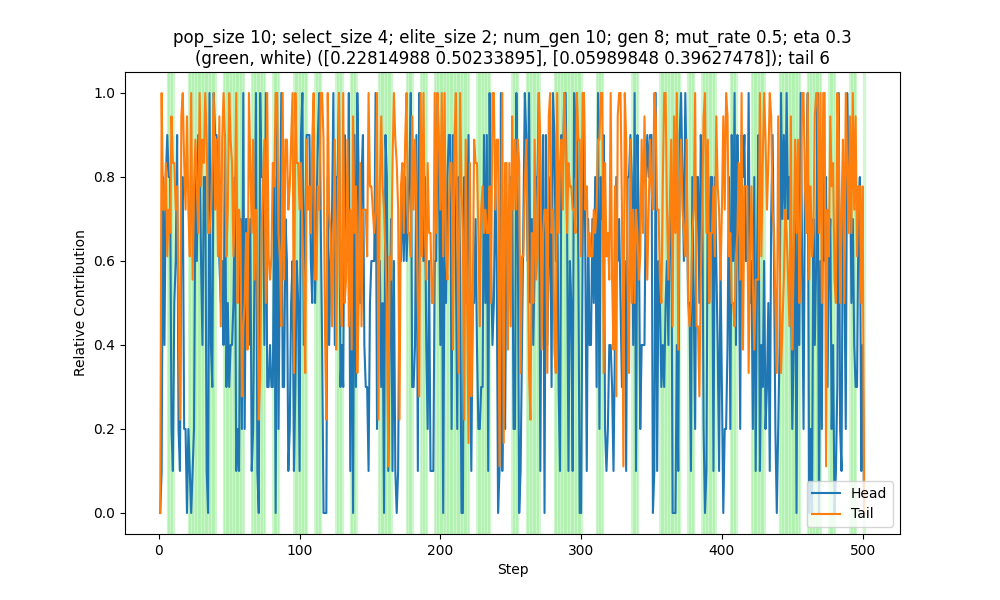 pop_size 10; select_size 4; elite_size 2; num_gen 10; gen 8; mut_rate 0.5; eta 0.3
(green, white) ([0.22814988 0.50233895], [0.05989848 0.39627478]); tail 6
1.0
0.8
0.6
0.4
0.2
0.0
Relative Contribution
Head
Tail
0
100
200
300
400
500
Step